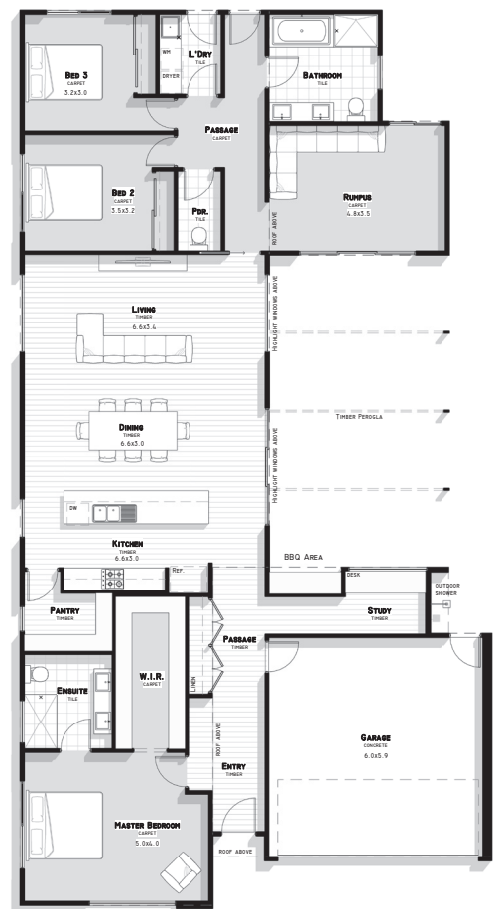 L'DRY
TILE
WM
DRYER
BED 3
CARPET
3.2x3.0
BATHROOM
TILE
PASSAGE
CARPET
BED 2
CARPET
3.5x3.2
PDR.
TILE
RUMPUS
CARPET
4.8x3.5
ROOF ABOVE
LIVING
TIMBER
6.6x3.4
HIGHLIGHT WINDOWS ABOVE
TIMBER PEROGLA
DINING
TIMBER
6.6x3.0
HIGHLIGHT WINDOWS ABOVE
DW
KITCHEN
TIMBER
6.6x3.0
BBQ AREA
REF.
DESK
OUTDOOR
SHOWER
PANTRY
TIMBER
STUDY
TIMBER
PASSAGE
TIMBER
W.I.R.
CARPET
LINEN
ENSUITE
TILE
ROOF ABOVE
GARAGE
CONCRETE
6.0x5.9
ENTRY
TIMBER
MASTER BEDROOM
CARPET
5.0x4.0
ROOF ABOVE